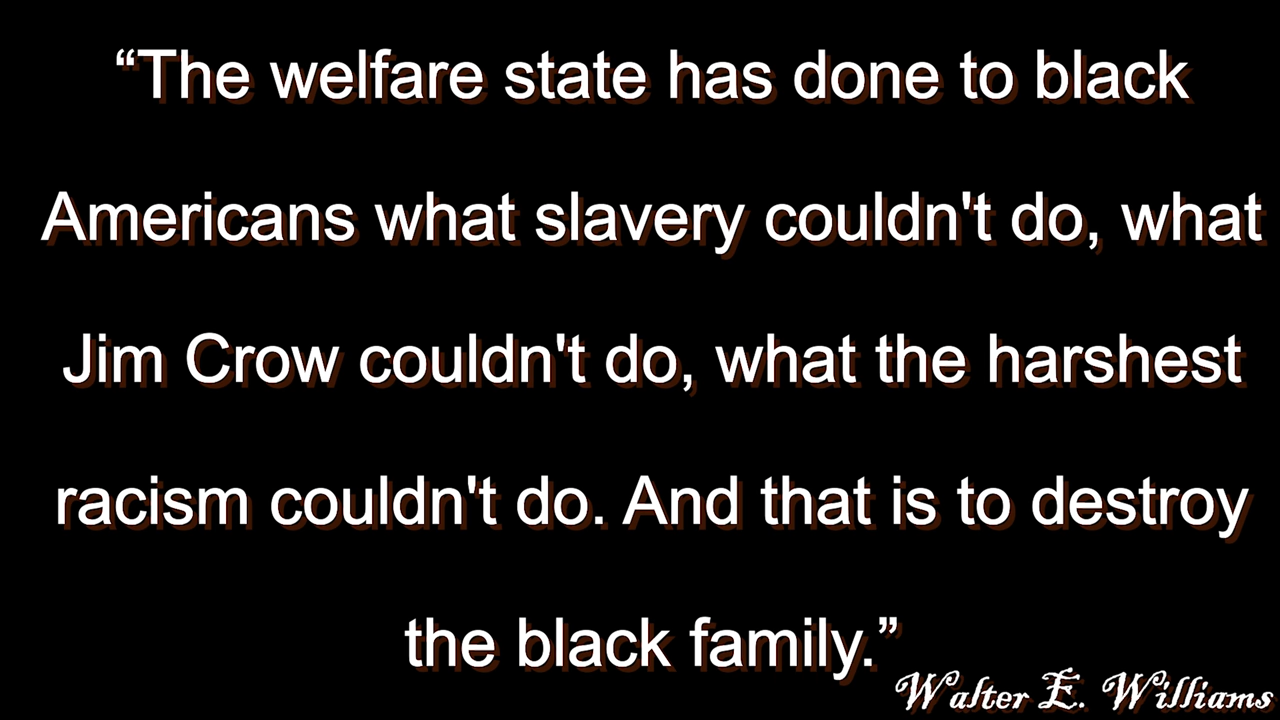 “The welfare state has done to black
Americans what slavery couldn't do, what
Jim Crow couldn't do, what the harshest
racism couldn't do. And that is to destroy
the black family.”
Walter E. Williams